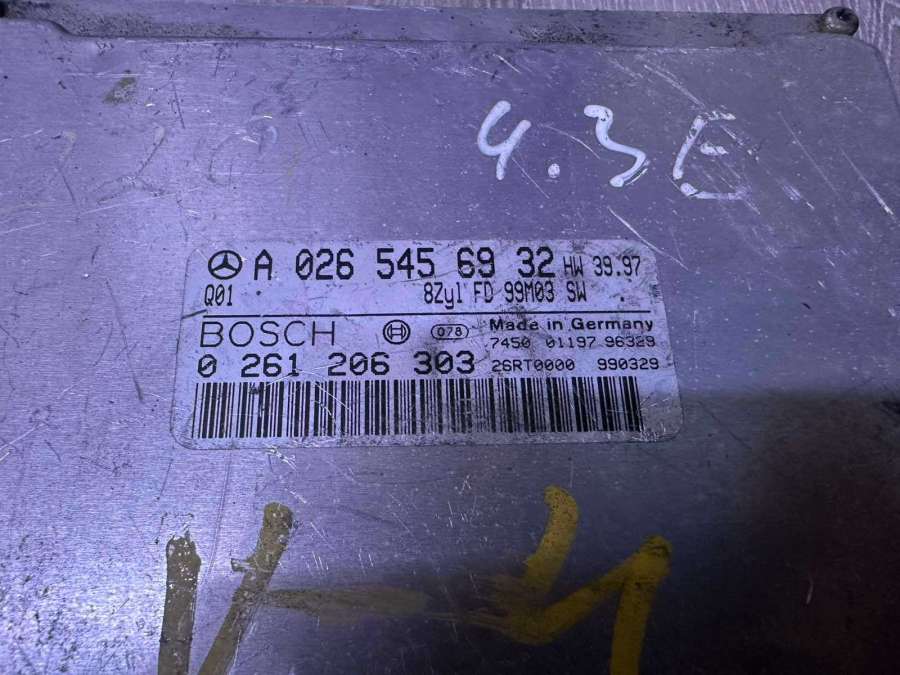 4.3E
A 026 545 69 32 HW 39.97
Q01 8Zyl FD 99M03 SW .
BOSCH 078 Made in Germany
7450 01197 96329
0 261 206 303 26RT0000 990329